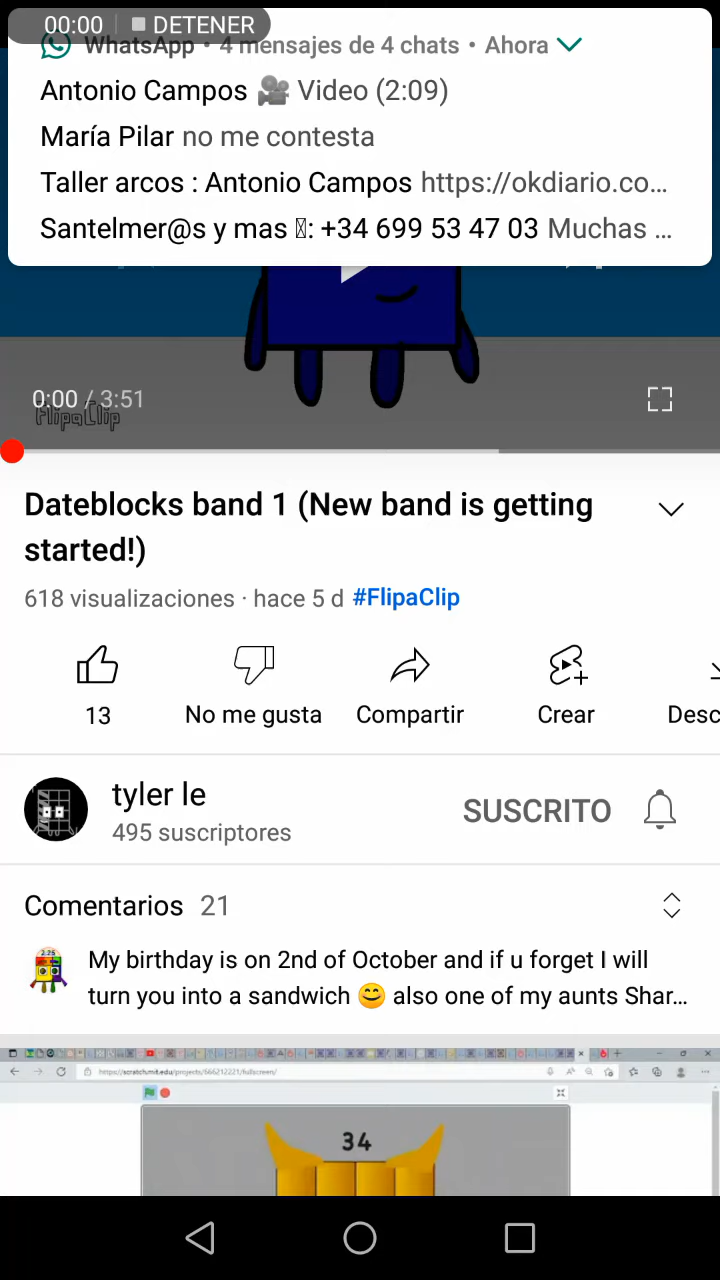 00:00 DETENER
WhatsApp • 4 mensajes de 4 chats • Ahora
Antonio Campos 🎥 Video (2:09)
María Pilar no me contesta
Taller arcos : Antonio Campos https://okdiario.co...
Santelmer@s y mas : +34 699 53 47 03 Muchas ...
0:00 / 3:51
FlipaClip
Dateblocks band 1 (New band is getting
started!)
618 visualizaciones · hace 5 d #FlipaClip
13 No me gusta Compartir Crear Desc
tyler le
495 suscriptores
SUSCRITO
Comentarios 21
2.25
My birthday is on 2nd of October and if u forget I will
turn you into a sandwich 😊 also one of my aunts Shar...
https://scratch.mit.edu/projects/666212221/fullscreen/
34